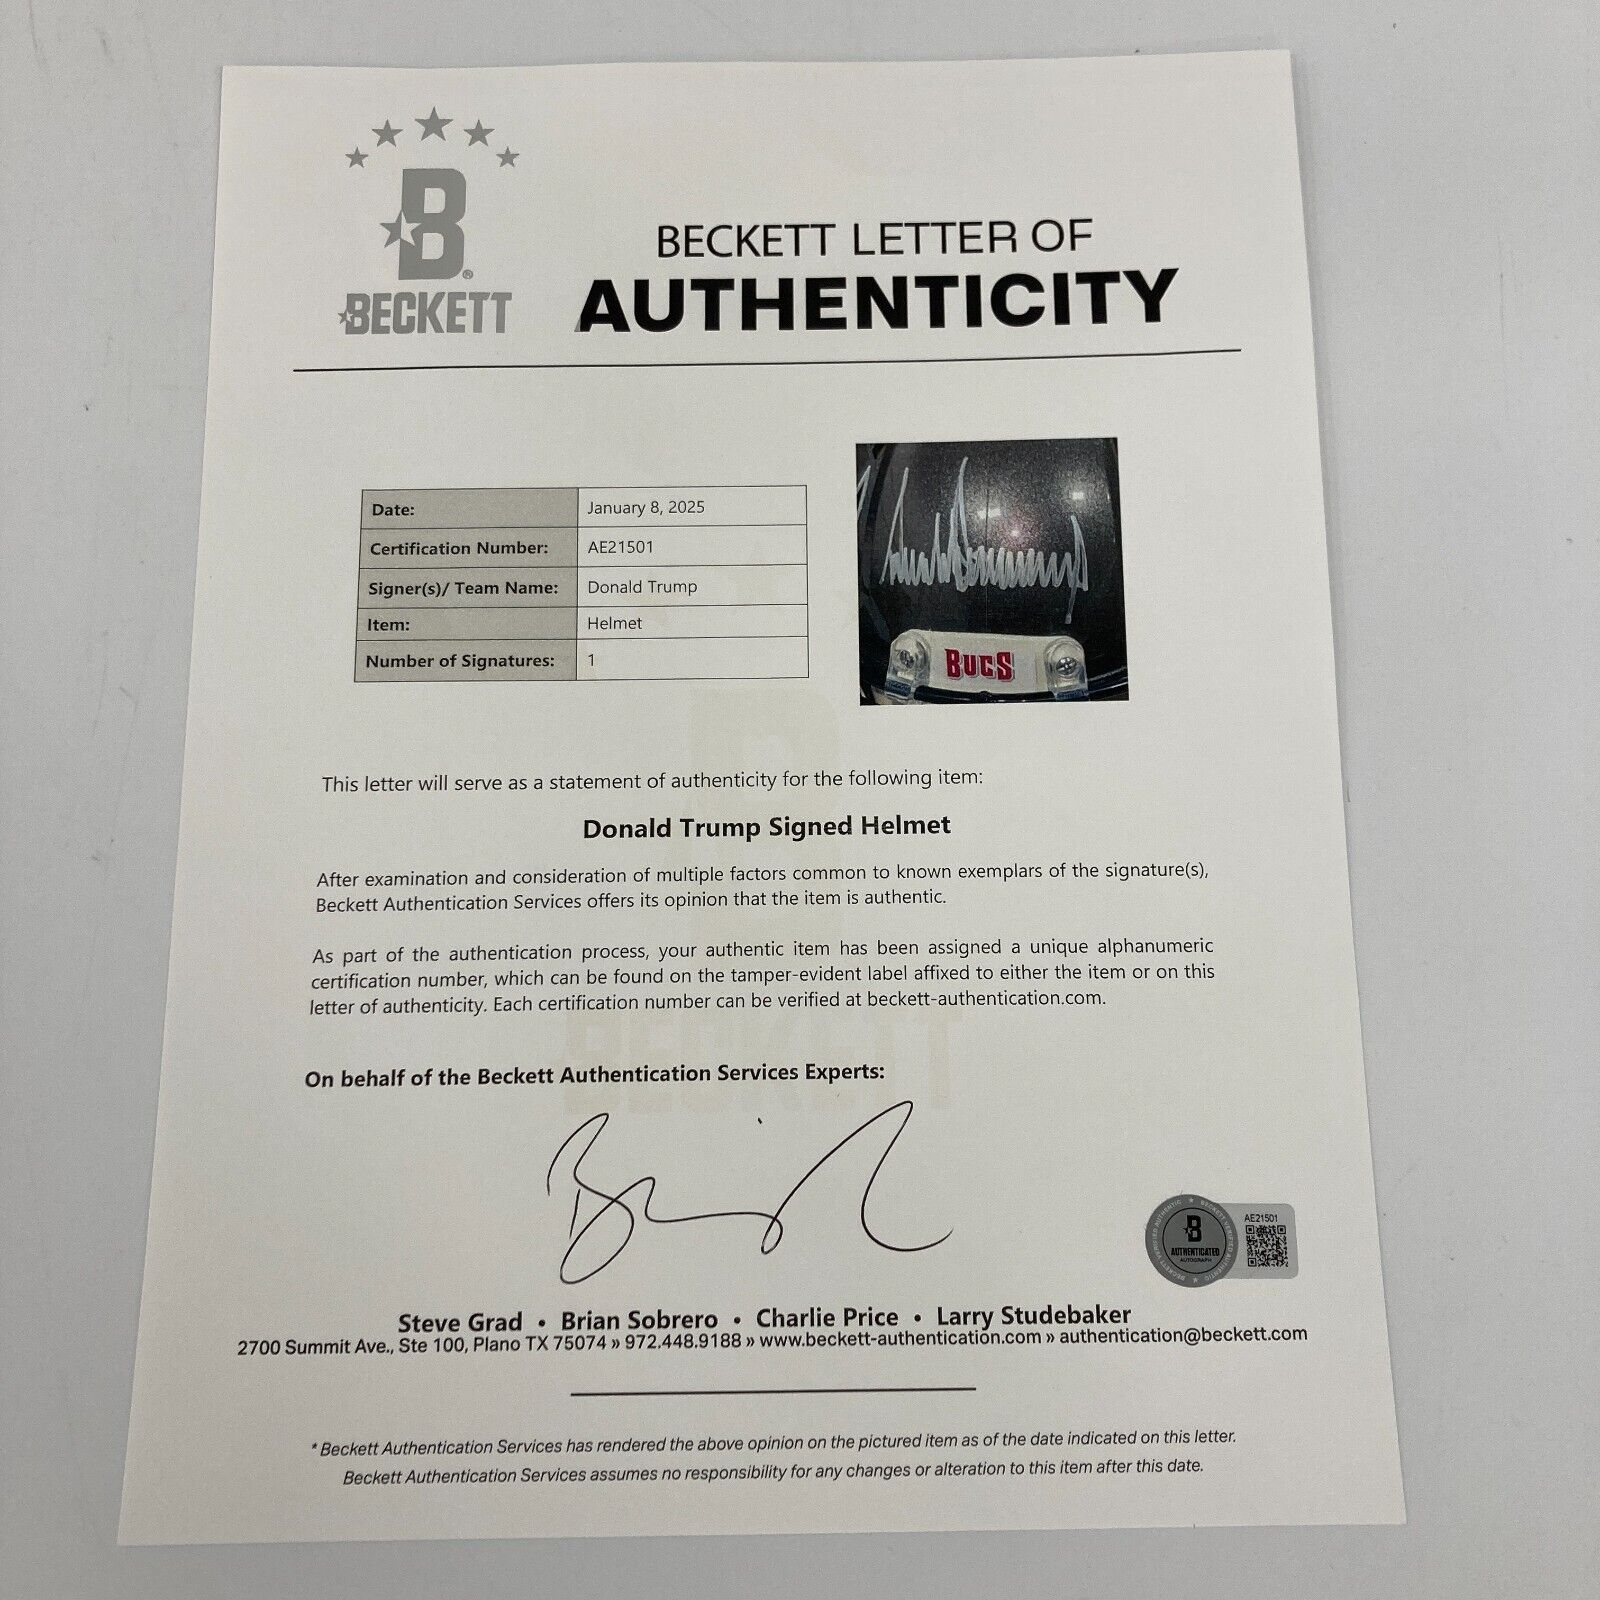 B®
BECKETT
BECKETT LETTER OF
AUTHENTICITY
Date: January 8, 2025
Certification Number: AE21501
Signer(s)/ Team Name: Donald Trump
Item: Helmet
Number of Signatures: 1
BUCS
This letter will serve as a statement of authenticity for the following item:
Donald Trump Signed Helmet
After examination and consideration of multiple factors common to known exemplars of the signature(s),
Beckett Authentication Services offers its opinion that the item is authentic.
As part of the authentication process, your authentic item has been assigned a unique alphanumeric
certification number, which can be found on the tamper-evident label affixed to either the item or on this
letter of authenticity. Each certification number can be verified at beckett-authentication.com.
On behalf of the Beckett Authentication Services Experts:
BECKETT VERIFIED AUTHENTIC ★ BECKETT VERIFIED AUTHENTIC ★
B
AUTHENTICATED
AUTOGRAPH
AE21501
Steve Grad • Brian Sobrero • Charlie Price • Larry Studebaker
2700 Summit Ave., Ste 100, Plano TX 75074 » 972.448.9188 » www.beckett-authentication.com » authentication@beckett.com
* Beckett Authentication Services has rendered the above opinion on the pictured item as of the date indicated on this letter.
Beckett Authentication Services assumes no responsibility for any changes or alteration to this item after this date.